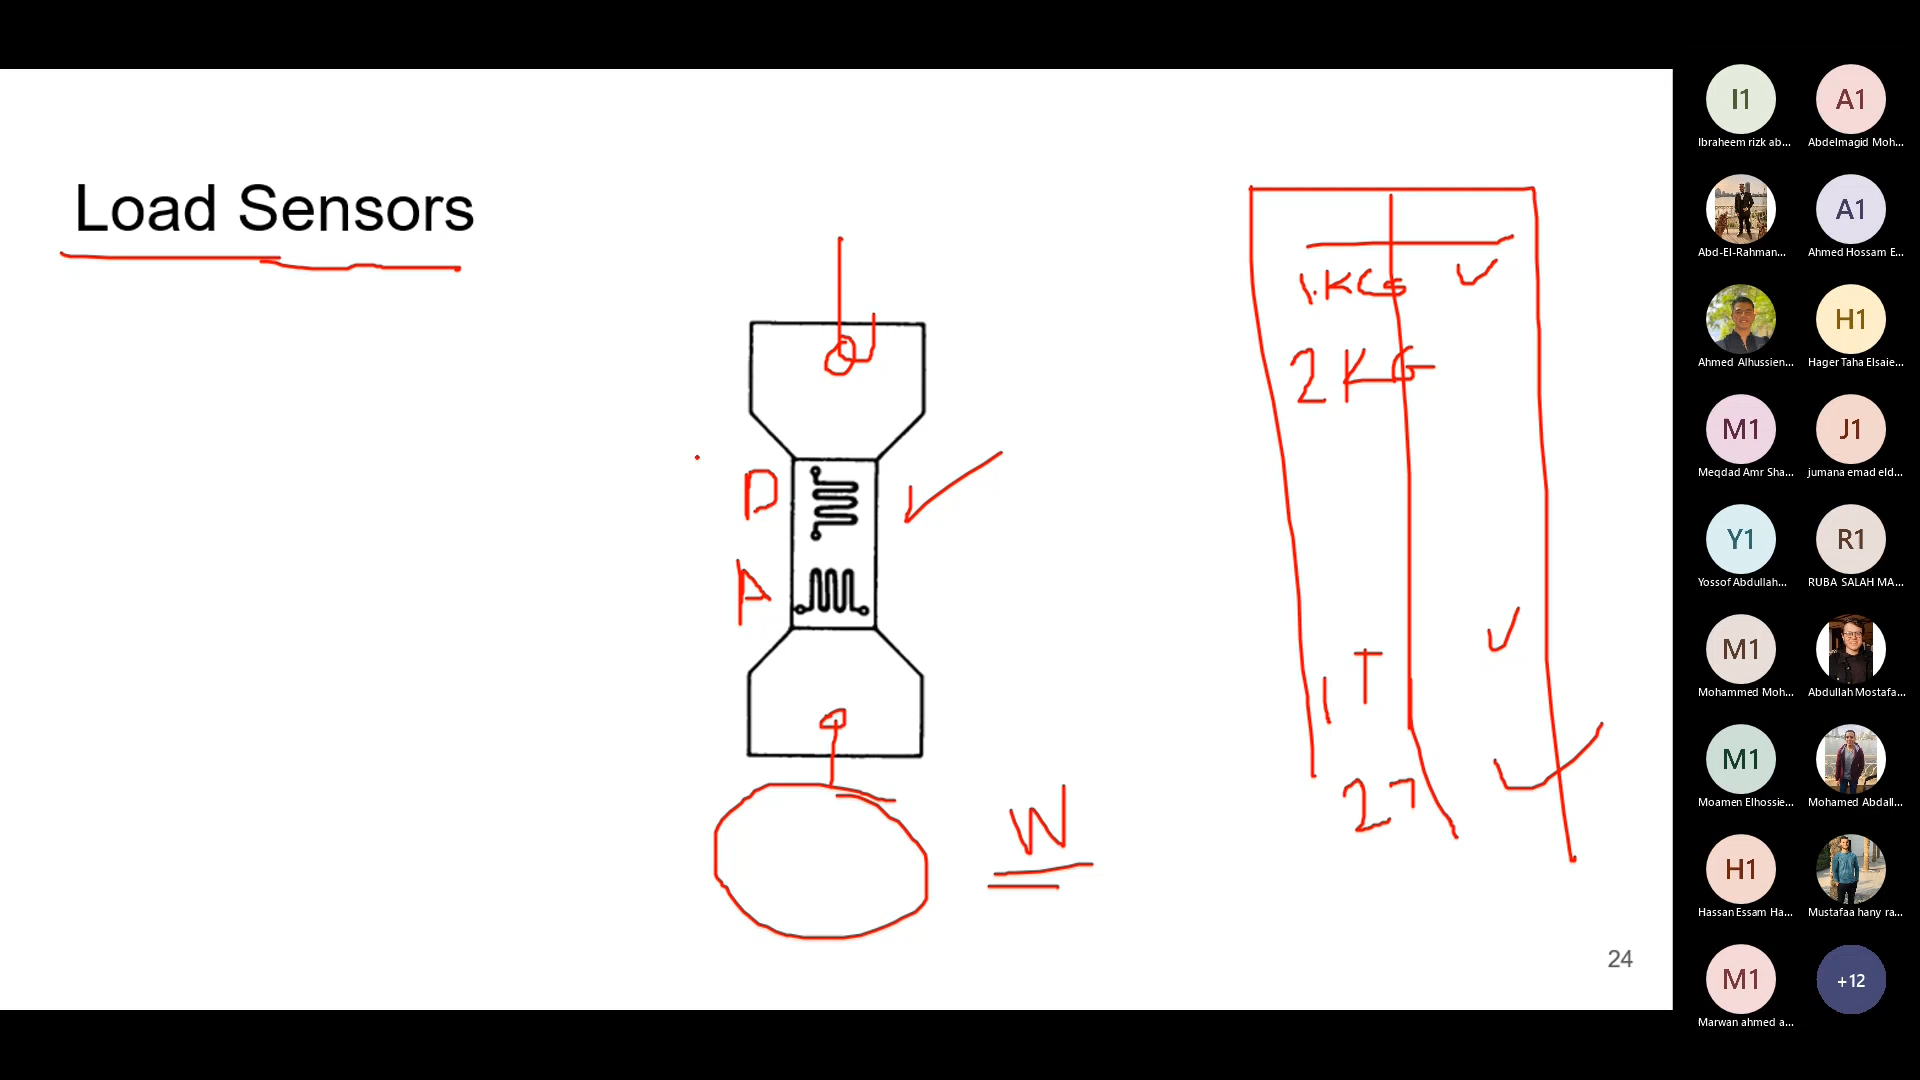 Load Sensors
D
A
W
1.KG
2 KG
1 T
2T
24
I1
Ibraheem rizk ab...
A1
Abdelmagid Moh...
Abd-El-Rahman...
A1
Ahmed Hossam E...
Ahmed Alhussien...
H1
Hager Taha Elsaie...
M1
Meqdad Amr Sha...
J1
jumana emad eld...
Y1
Yossof Abdullah...
R1
RUBA SALAH MA...
M1
Mohammed Moh...
Abdullah Mostafa...
M1
Moamen Elhossie...
Mohamed Abdall...
H1
Hassan Essam Ha...
Mustafaa hany ra...
M1
Marwan ahmed a...
+12